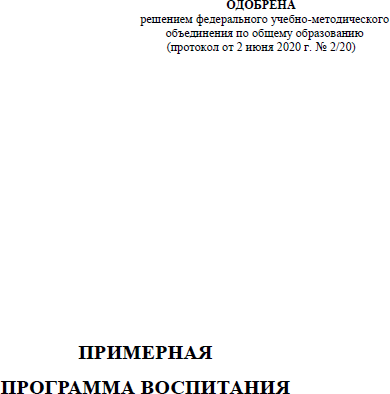 ОДОБРЕНА
решением федерального учебно-методического
объединения по общему образованию
(протокол от 2 июня 2020 г. № 2/20)
ПРИМЕРНАЯ
ПРОГРАММА ВОСПИТАНИЯ